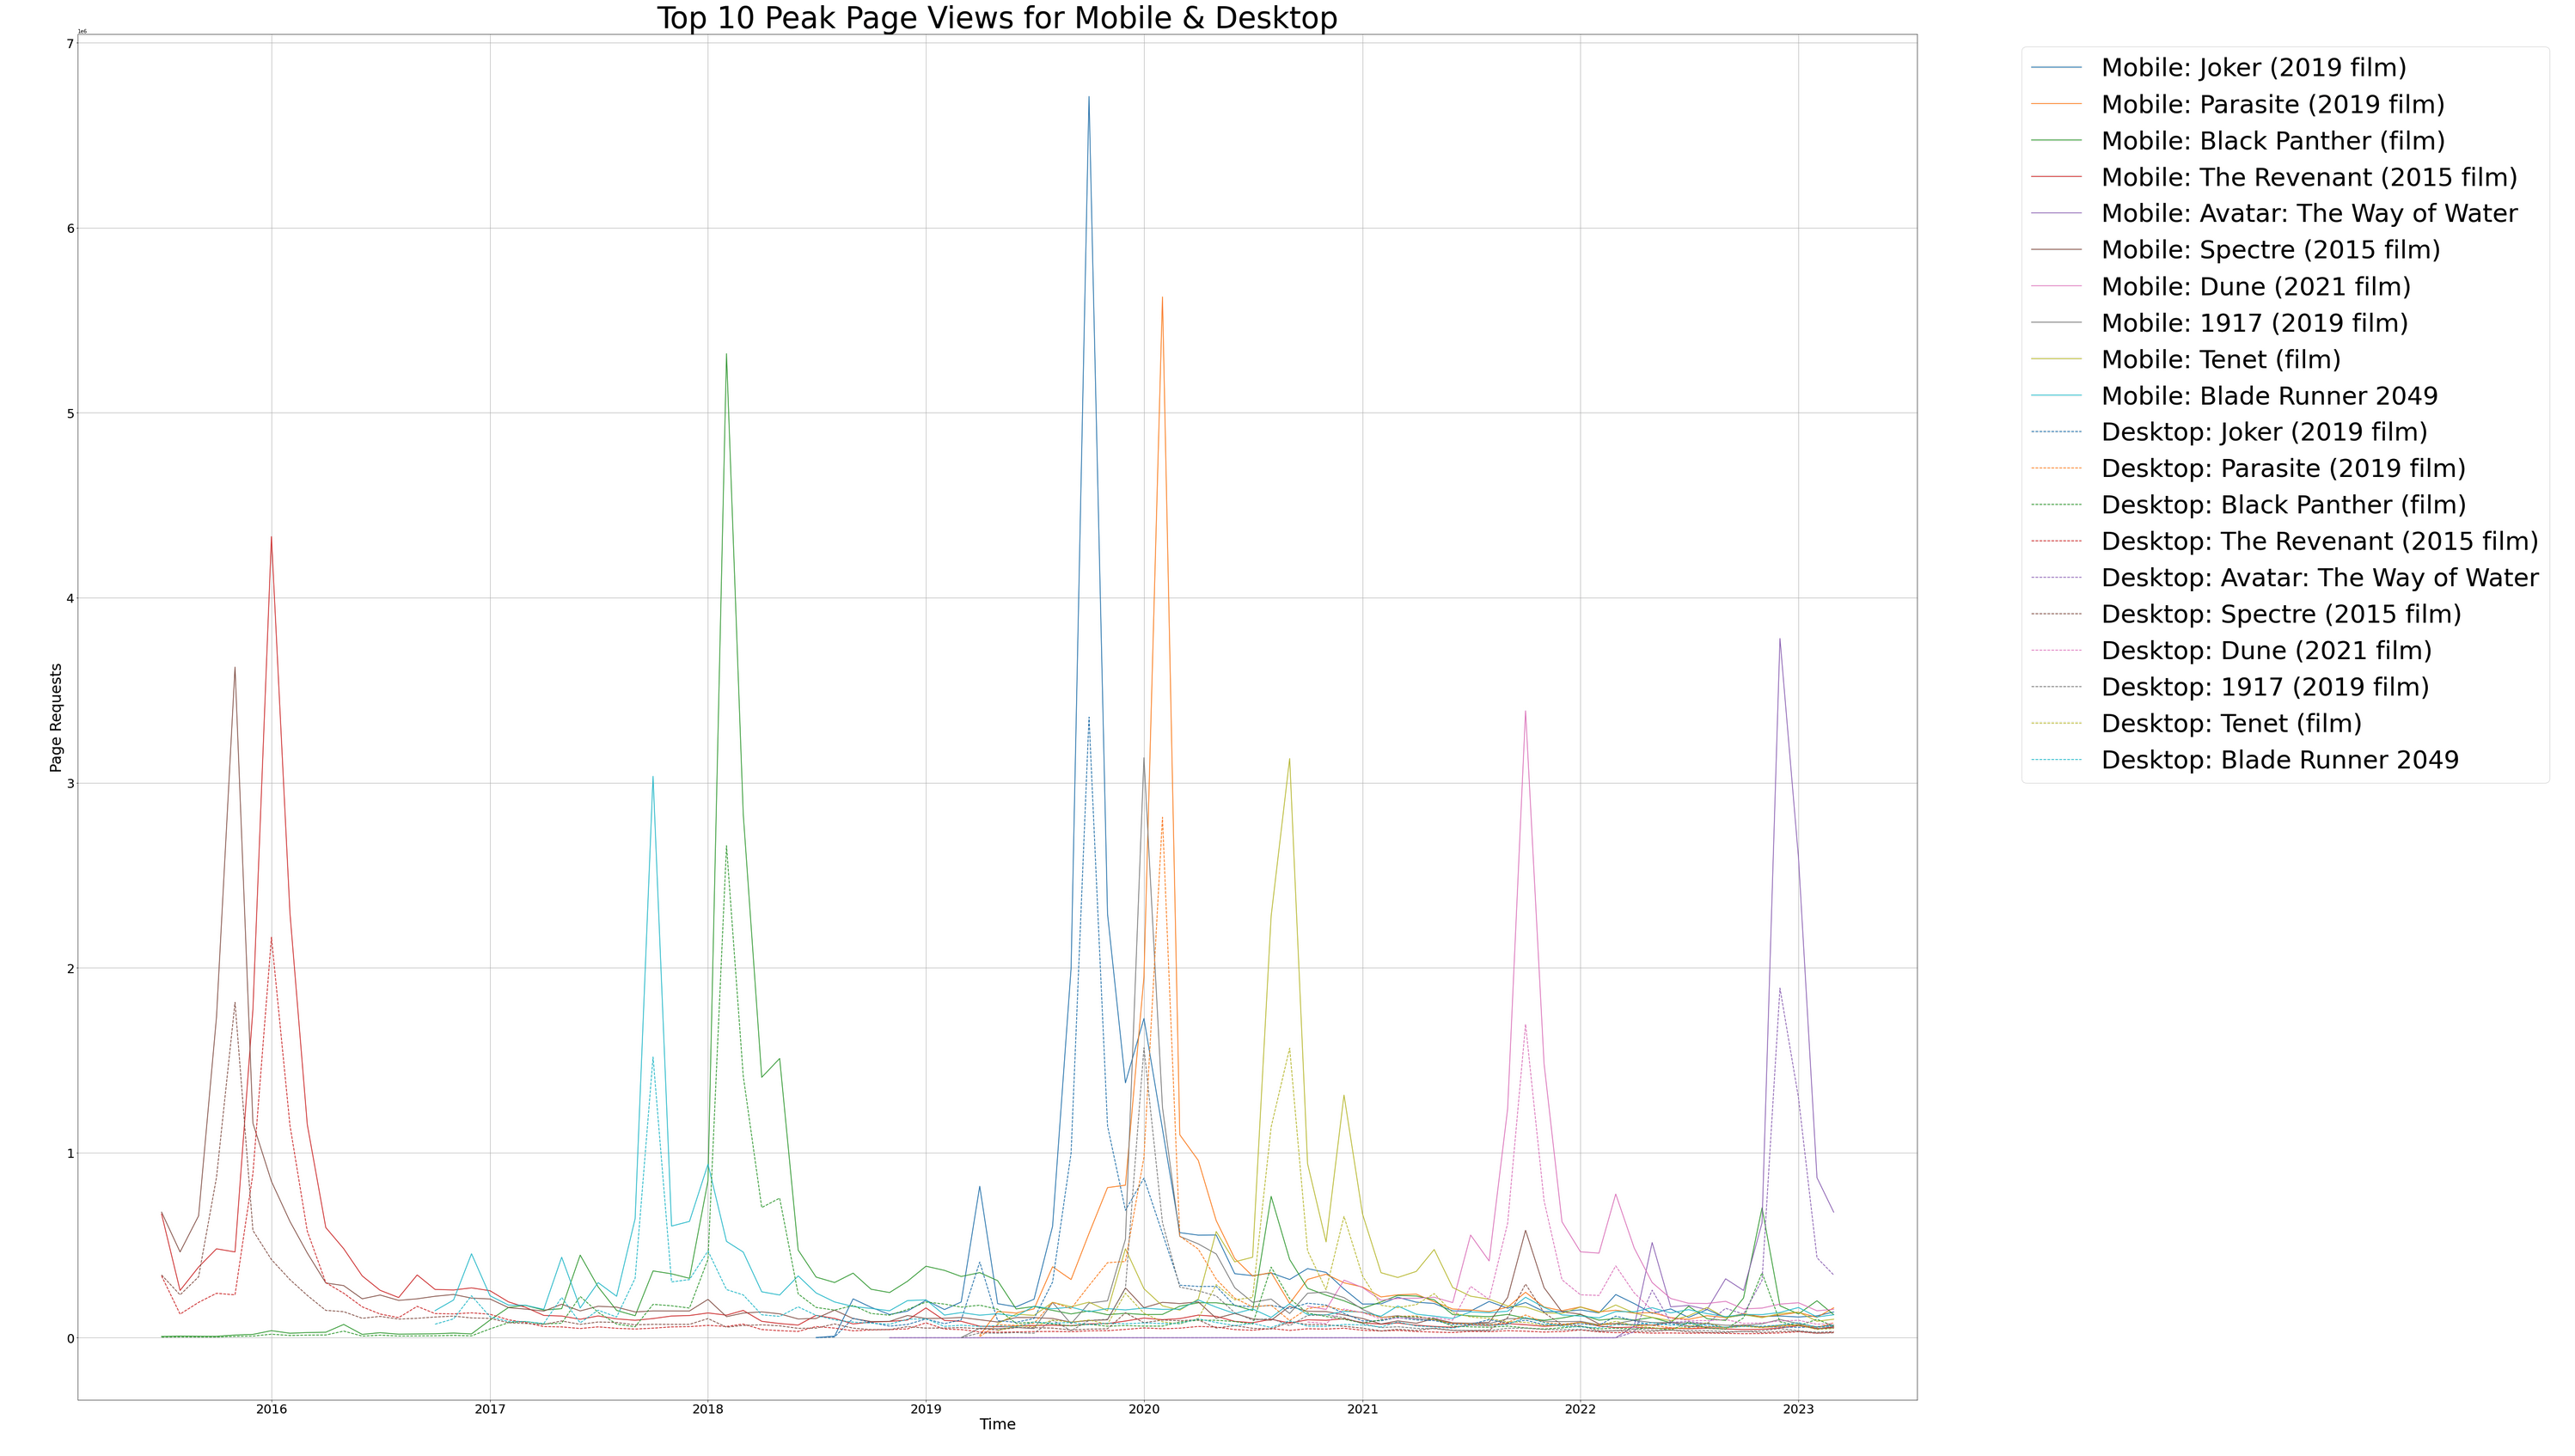 Top 10 Peak Page Views for Mobile & Desktop
1e6
7
6
5
4
3
2
1
0
Page Requests
2016 2017 2018 2019 2020 2021 2022 2023
Time
Mobile: Joker (2019 film)
Mobile: Parasite (2019 film)
Mobile: Black Panther (film)
Mobile: The Revenant (2015 film)
Mobile: Avatar: The Way of Water
Mobile: Spectre (2015 film)
Mobile: Dune (2021 film)
Mobile: 1917 (2019 film)
Mobile: Tenet (film)
Mobile: Blade Runner 2049
Desktop: Joker (2019 film)
Desktop: Parasite (2019 film)
Desktop: Black Panther (film)
Desktop: The Revenant (2015 film)
Desktop: Avatar: The Way of Water
Desktop: Spectre (2015 film)
Desktop: Dune (2021 film)
Desktop: 1917 (2019 film)
Desktop: Tenet (film)
Desktop: Blade Runner 2049